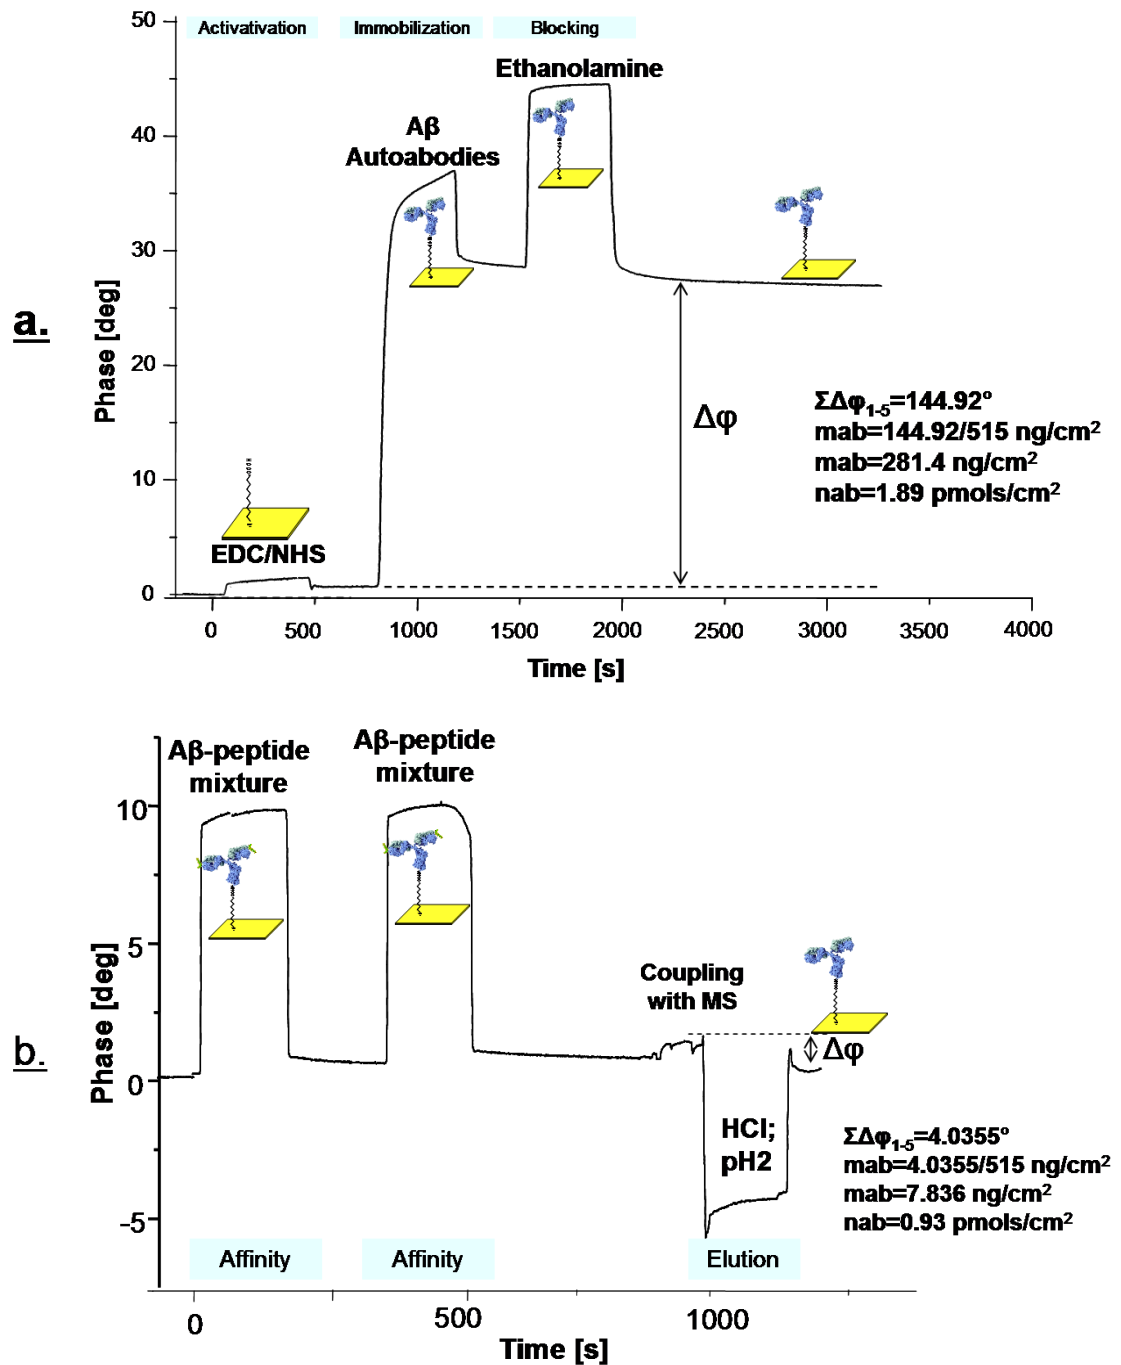 a.
Activativation
Immobilization
Blocking
Ethanolamine
Aβ
Autoabodies
EDC/NHS
Δφ
ΣΔφ₁₋₅=144.92°
mab=144.92/515 ng/cm²
mab=281.4 ng/cm²
nab=1.89 pmols/cm²
Phase [deg]
50
40
30
20
10
0
0 500 1000 1500 2000 2500 3000 3500 4000
Time [s]
b.
Aβ-peptide
mixture
Aβ-peptide
mixture
Coupling
with MS
Δφ
HCl;
pH2
ΣΔφ₁₋₅=4.0355°
mab=4.0355/515 ng/cm²
mab=7.836 ng/cm²
nab=0.93 pmols/cm²
Phase [deg]
10
5
0
−5
Affinity
Affinity
Elution
0 500 1000
Time [s]